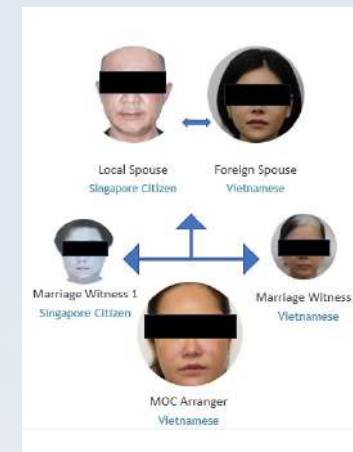 Local Spouse
Singapore Citizen
Foreign Spouse
Vietnamese
Marriage Witness 1
Singapore Citizen
Marriage Witness
Vietnamese
MOC Arranger
Vietnamese